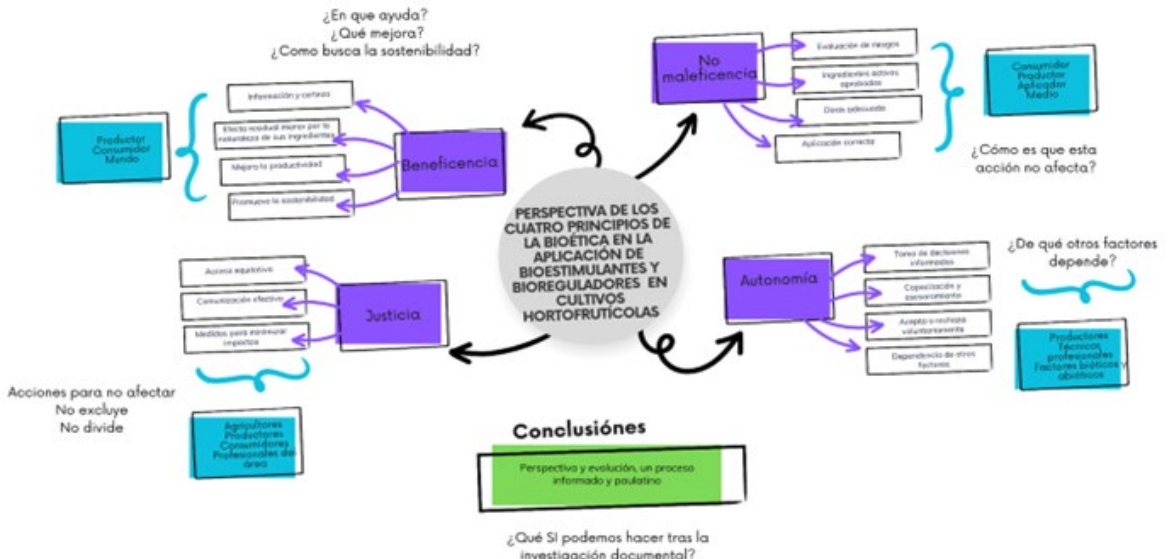 ¿En que ayuda?
¿Qué mejora?
¿Como busca la sostenibilidad?
Información y certeza
Efecto residual menor por la
naturaleza de sus ingredientes
Mejora la productividad
Promueve la sostenibilidad
Productor
Consumidor
Mundo
Beneficencia
No
maleficencia
Evaluación de riesgos
Ingredientes activos
aprobados
Dosis adecuada
Aplicación correcta
Consumidor
Productor
Aplicador
Medio
¿Cómo es que esta
acción no afecta?
PERSPECTIVA DE LOS
CUATRO PRINCIPIOS DE
LA BIOÉTICA EN LA
APLICACIÓN DE
BIOESTIMULANTES Y
BIOREGULADORES EN
CULTIVOS
HORTOFRUTÍCOLAS
Acceso equitativo
Comunicación efectiva
Medidas para minimizar
impactos
Justicia
Acciones para no afectar
No excluye
No divide
Agricultores
Productores
Consumidores
Profesionales del
área
Autonomía
Toma de decisiones
informadas
Capacitación y
asesoramiento
Acepta o rechaza
voluntariamente
Dependencia de otros
factores
¿De qué otros factores
depende?
Productores
Técnicos
profesionales
Factores bióticos y
abióticos
Conclusiónes
Perspectiva y evolución, un proceso
informado y paulatino
¿Qué SI podemos hacer tras la
investigación documental?